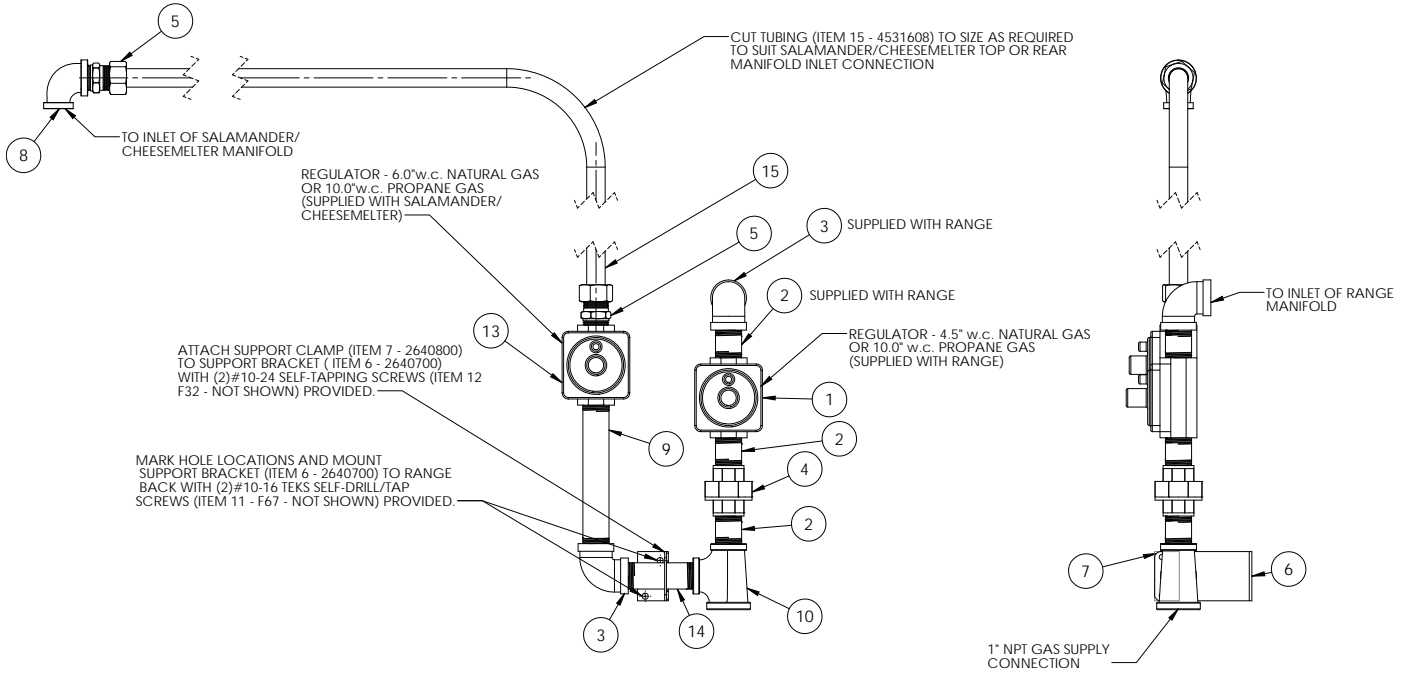 5
CUT TUBING (ITEM 15 - 4531608) TO SIZE AS REQUIRED
TO SUIT SALAMANDER/CHEESEMELTER TOP OR REAR
MANIFOLD INLET CONNECTION
8
TO INLET OF SALAMANDER/
CHEESEMELTER MANIFOLD
REGULATOR - 6.0"w.c. NATURAL GAS
OR 10.0"w.c. PROPANE GAS
(SUPPLIED WITH SALAMANDER/
CHEESEMELTER)
15
5
3
SUPPLIED WITH RANGE
2
SUPPLIED WITH RANGE
TO INLET OF RANGE
MANIFOLD
13
REGULATOR - 4.5" w.c. NATURAL GAS
OR 10.0" w.c. PROPANE GAS
(SUPPLIED WITH RANGE)
ATTACH SUPPORT CLAMP (ITEM 7 - 2640800)
TO SUPPORT BRACKET ( ITEM 6 - 2640700)
WITH (2)#10-24 SELF-TAPPING SCREWS (ITEM 12
F32 - NOT SHOWN) PROVIDED.
1
9
2
MARK HOLE LOCATIONS AND MOUNT
SUPPORT BRACKET (ITEM 6 - 2640700) TO RANGE
BACK WITH (2)#10-16 TEKS SELF-DRILL/TAP
SCREWS (ITEM 11 - F67 - NOT SHOWN) PROVIDED.
4
2
7
6
3
14
10
1" NPT GAS SUPPLY
CONNECTION